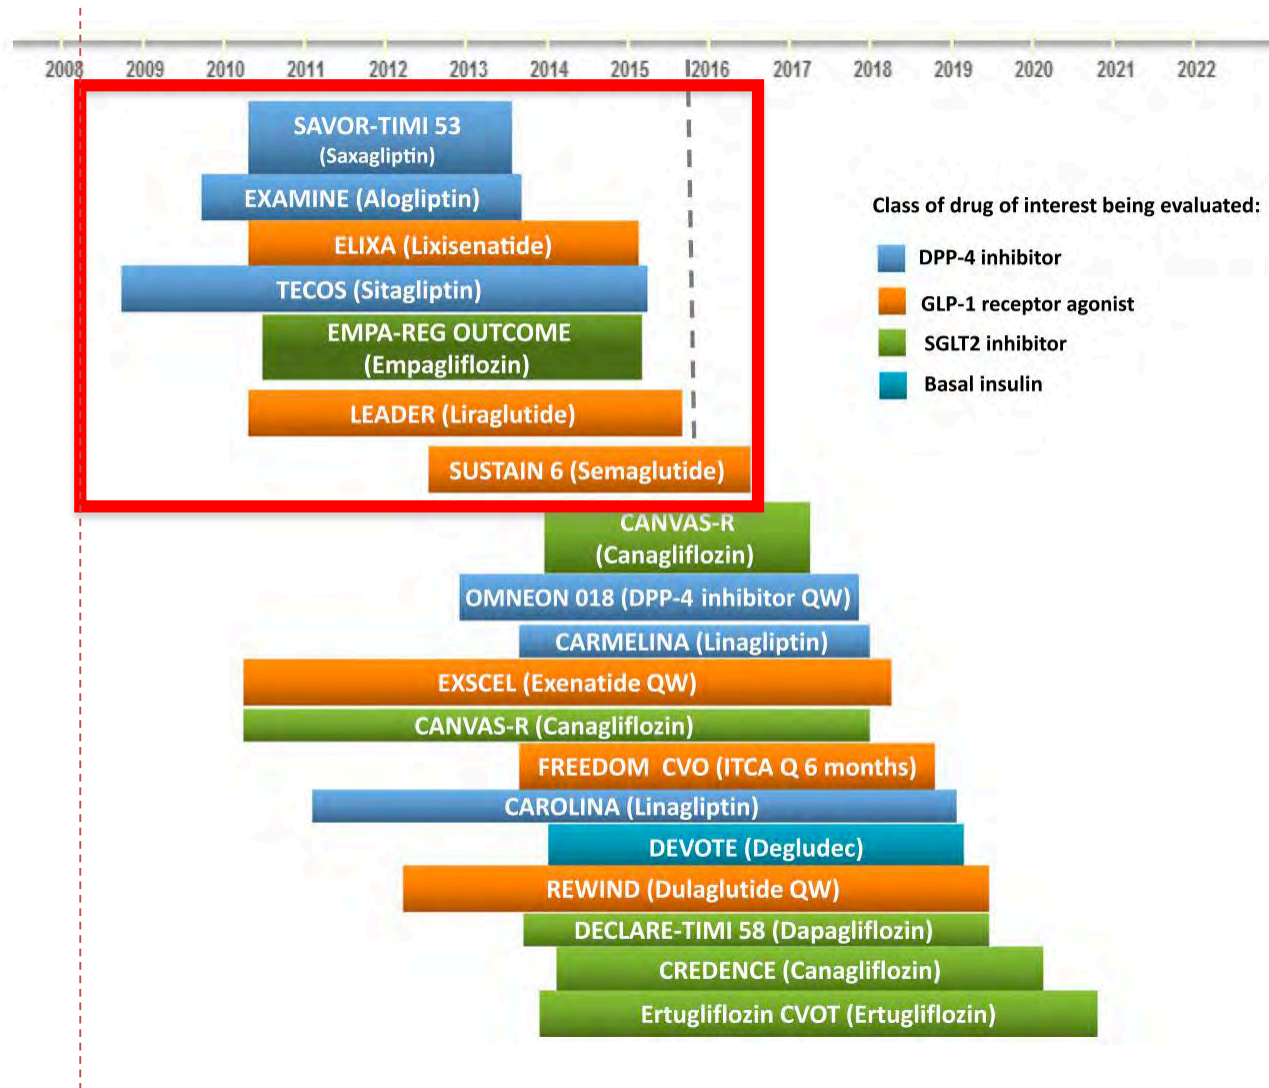 2008 2009 2010 2011 2012 2013 2014 2015 2016 2017 2018 2019 2020 2021 2022
SAVOR-TIMI 53
(Saxagliptin)
EXAMINE (Alogliptin)
ELIXA (Lixisenatide)
TECOS (Sitagliptin)
EMPA-REG OUTCOME
(Empagliflozin)
LEADER (Liraglutide)
SUSTAIN 6 (Semaglutide)
Class of drug of interest being evaluated:
DPP-4 inhibitor
GLP-1 receptor agonist
SGLT2 inhibitor
Basal insulin
CANVAS-R
(Canagliflozin)
OMNEON 018 (DPP-4 inhibitor QW)
CARMELINA (Linagliptin)
EXSCEL (Exenatide QW)
CANVAS-R (Canagliflozin)
FREEDOM CVO (ITCA Q 6 months)
CAROLINA (Linagliptin)
DEVOTE (Degludec)
REWIND (Dulaglutide QW)
DECLARE-TIMI 58 (Dapagliflozin)
CREDENCE (Canagliflozin)
Ertugliflozin CVOT (Ertugliflozin)